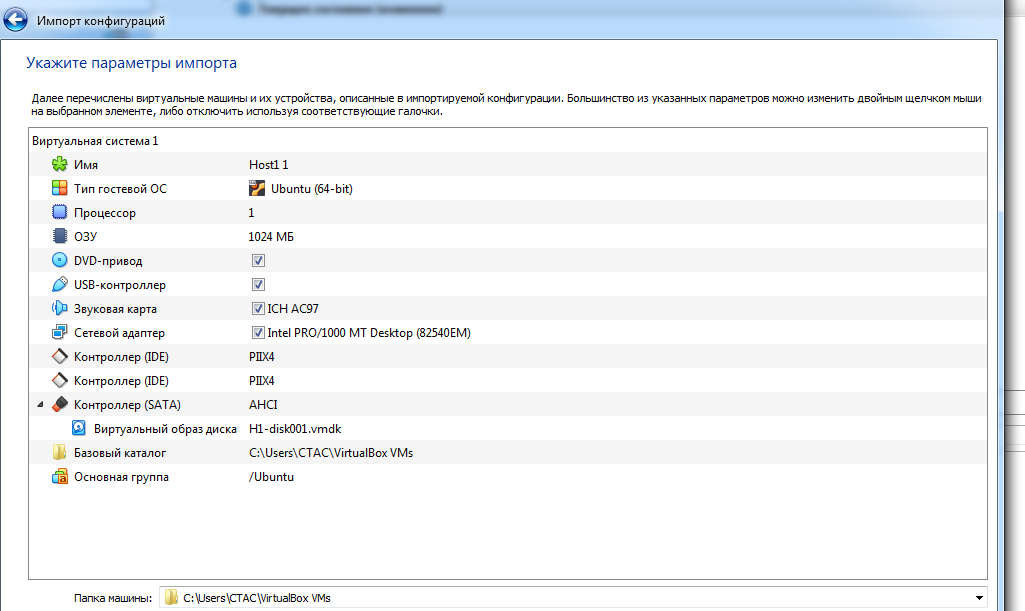 Импорт конфигураций
Укажите параметры импорта
Далее перечислены виртуальные машины и их устройства, описанные в импортируемой конфигурации. Большинство из указанных параметров можно изменить двойным щелчком мыши
на выбранном элементе, либо отключить используя соответствующие галочки.
Виртуальная система 1
Имя Host1 1
Тип гостевой ОС Ubuntu (64-bit)
Процессор 1
ОЗУ 1024 МБ
DVD-привод
USB-контроллер
Звуковая карта ICH AC97
Сетевой адаптер Intel PRO/1000 MT Desktop (82540EM)
Контроллер (IDE) PIIX4
Контроллер (IDE) PIIX4
Контроллер (SATA) AHCI
Виртуальный образ диска H1-disk001.vmdk
Базовый каталог C:\Users\CTAC\VirtualBox VMs
Основная группа /Ubuntu
Папка машины: C:\Users\CTAC\VirtualBox VMs